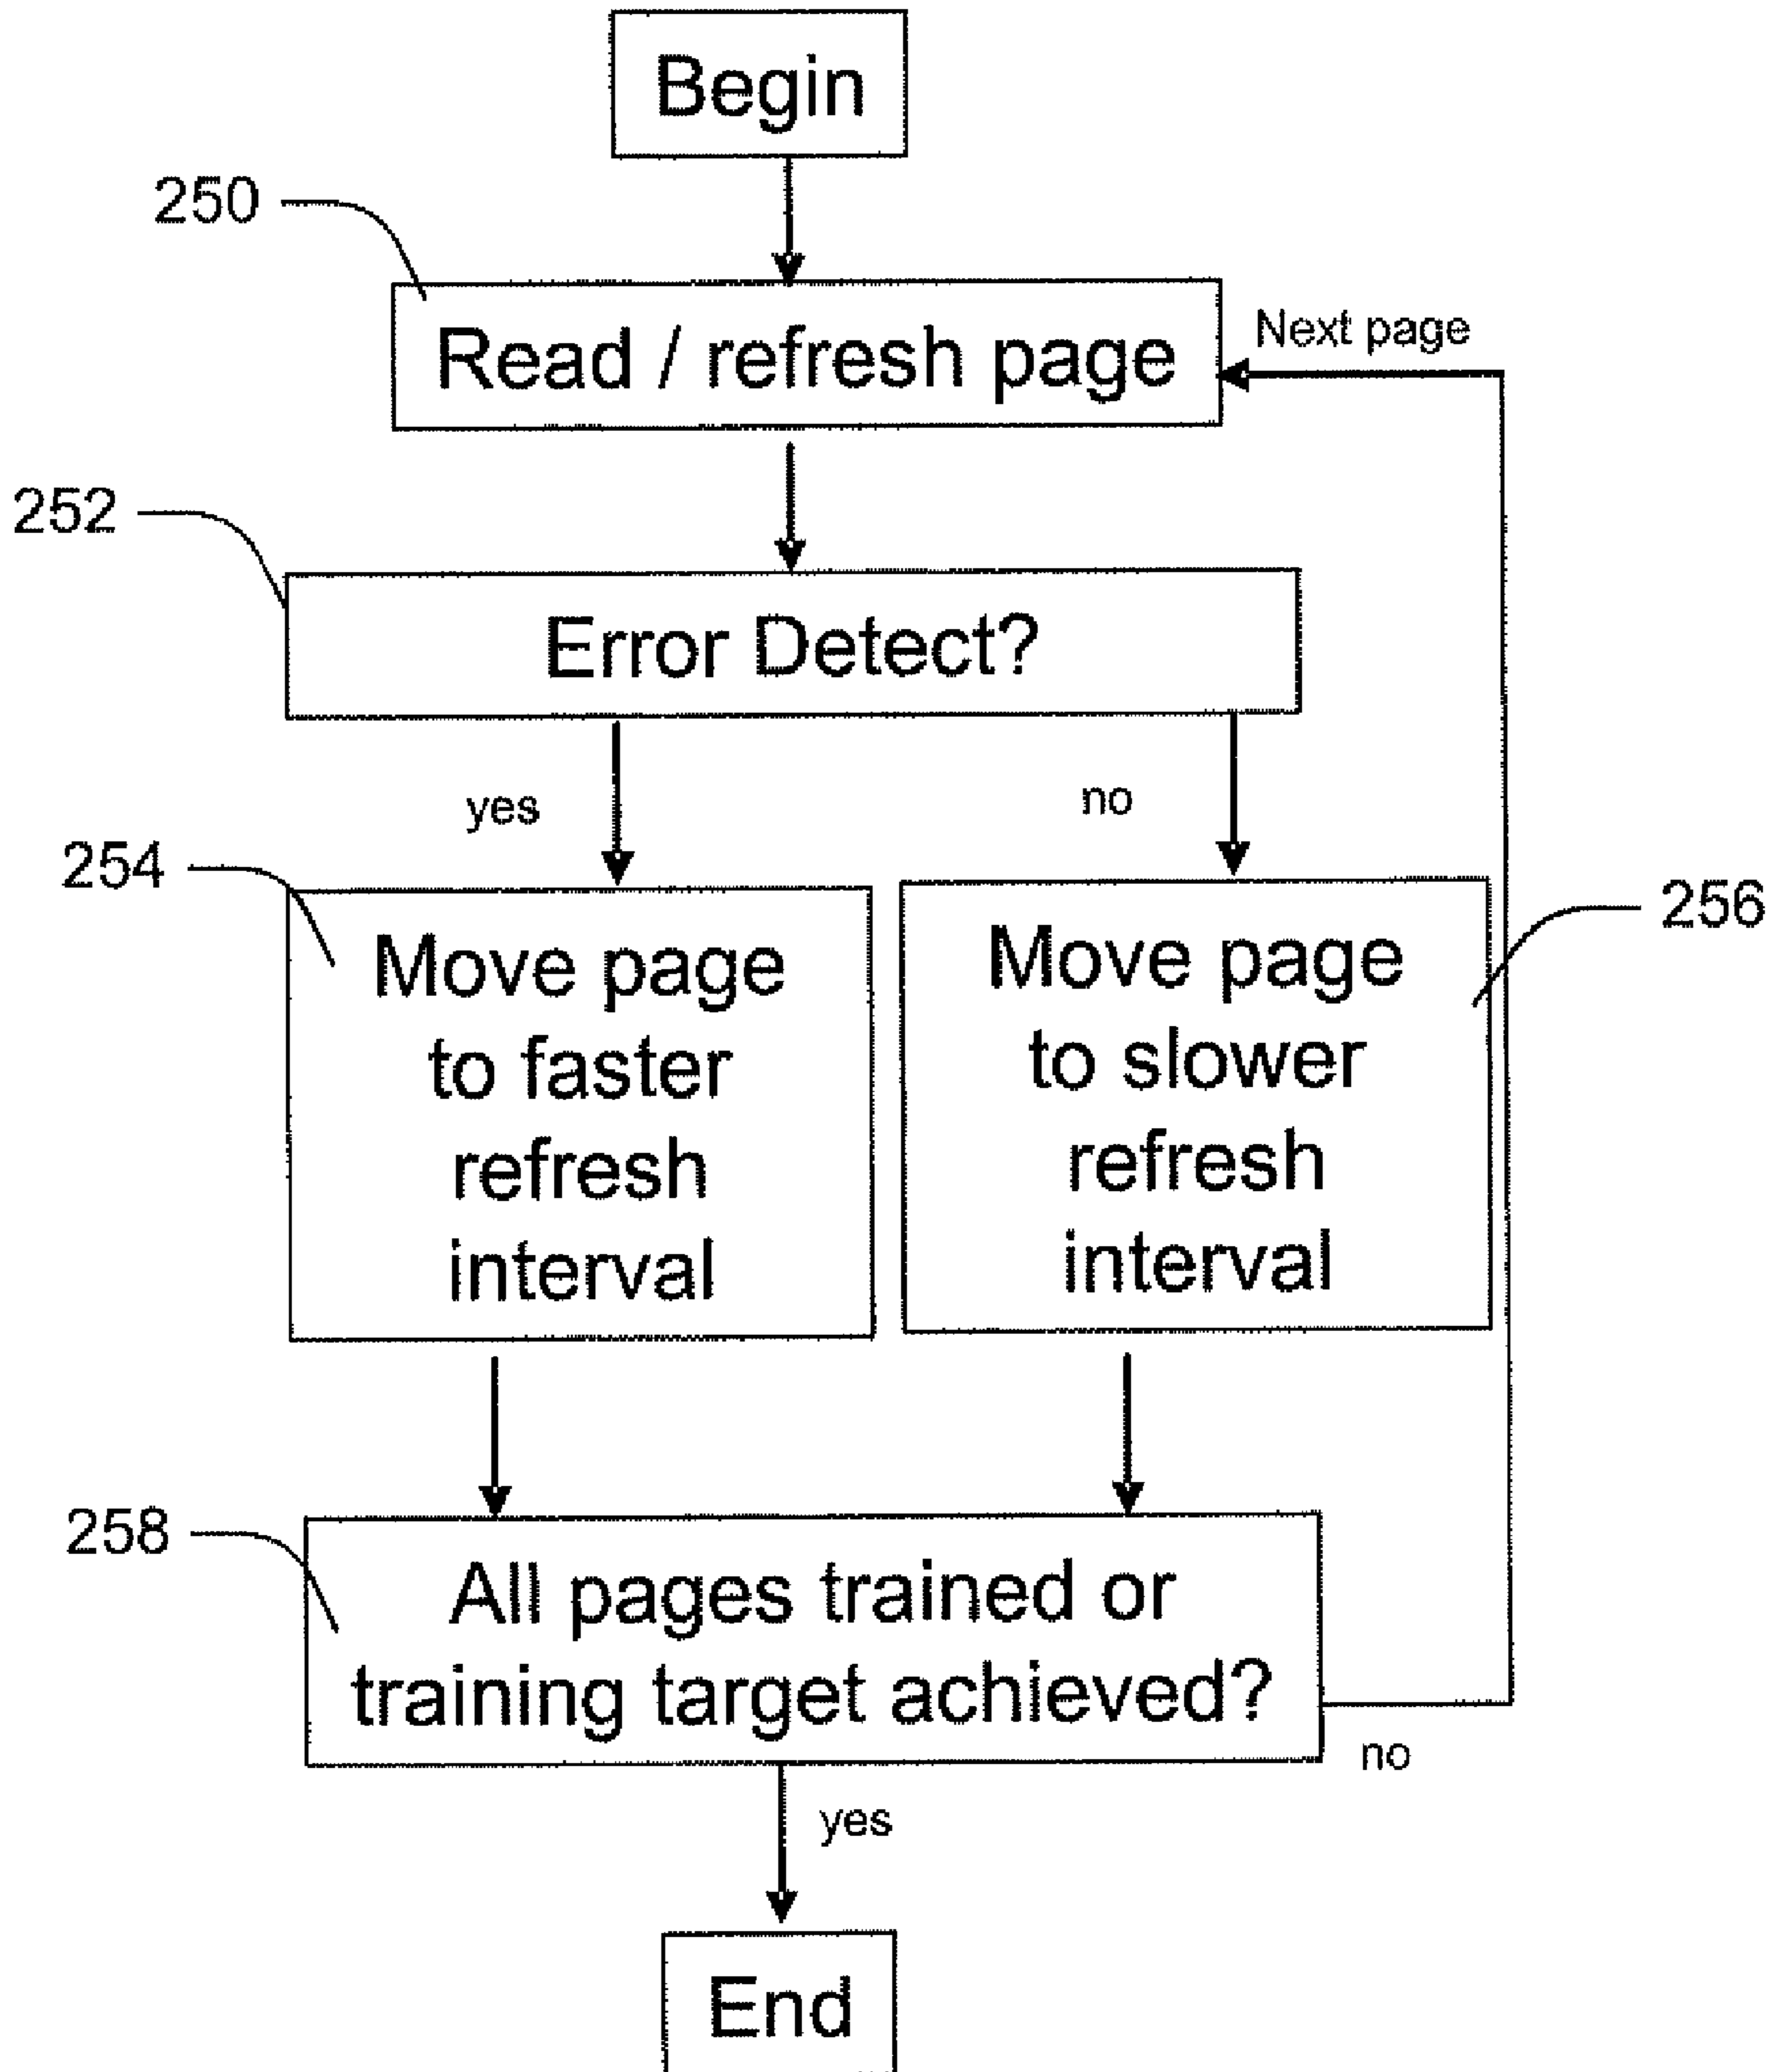 Begin
250
Read / refresh page
Next page
252
Error Detect?
yes
no
254
Move page
to faster
refresh
interval
Move page
to slower
refresh
interval
256
258
All pages trained or
training target achieved?
no
yes
End